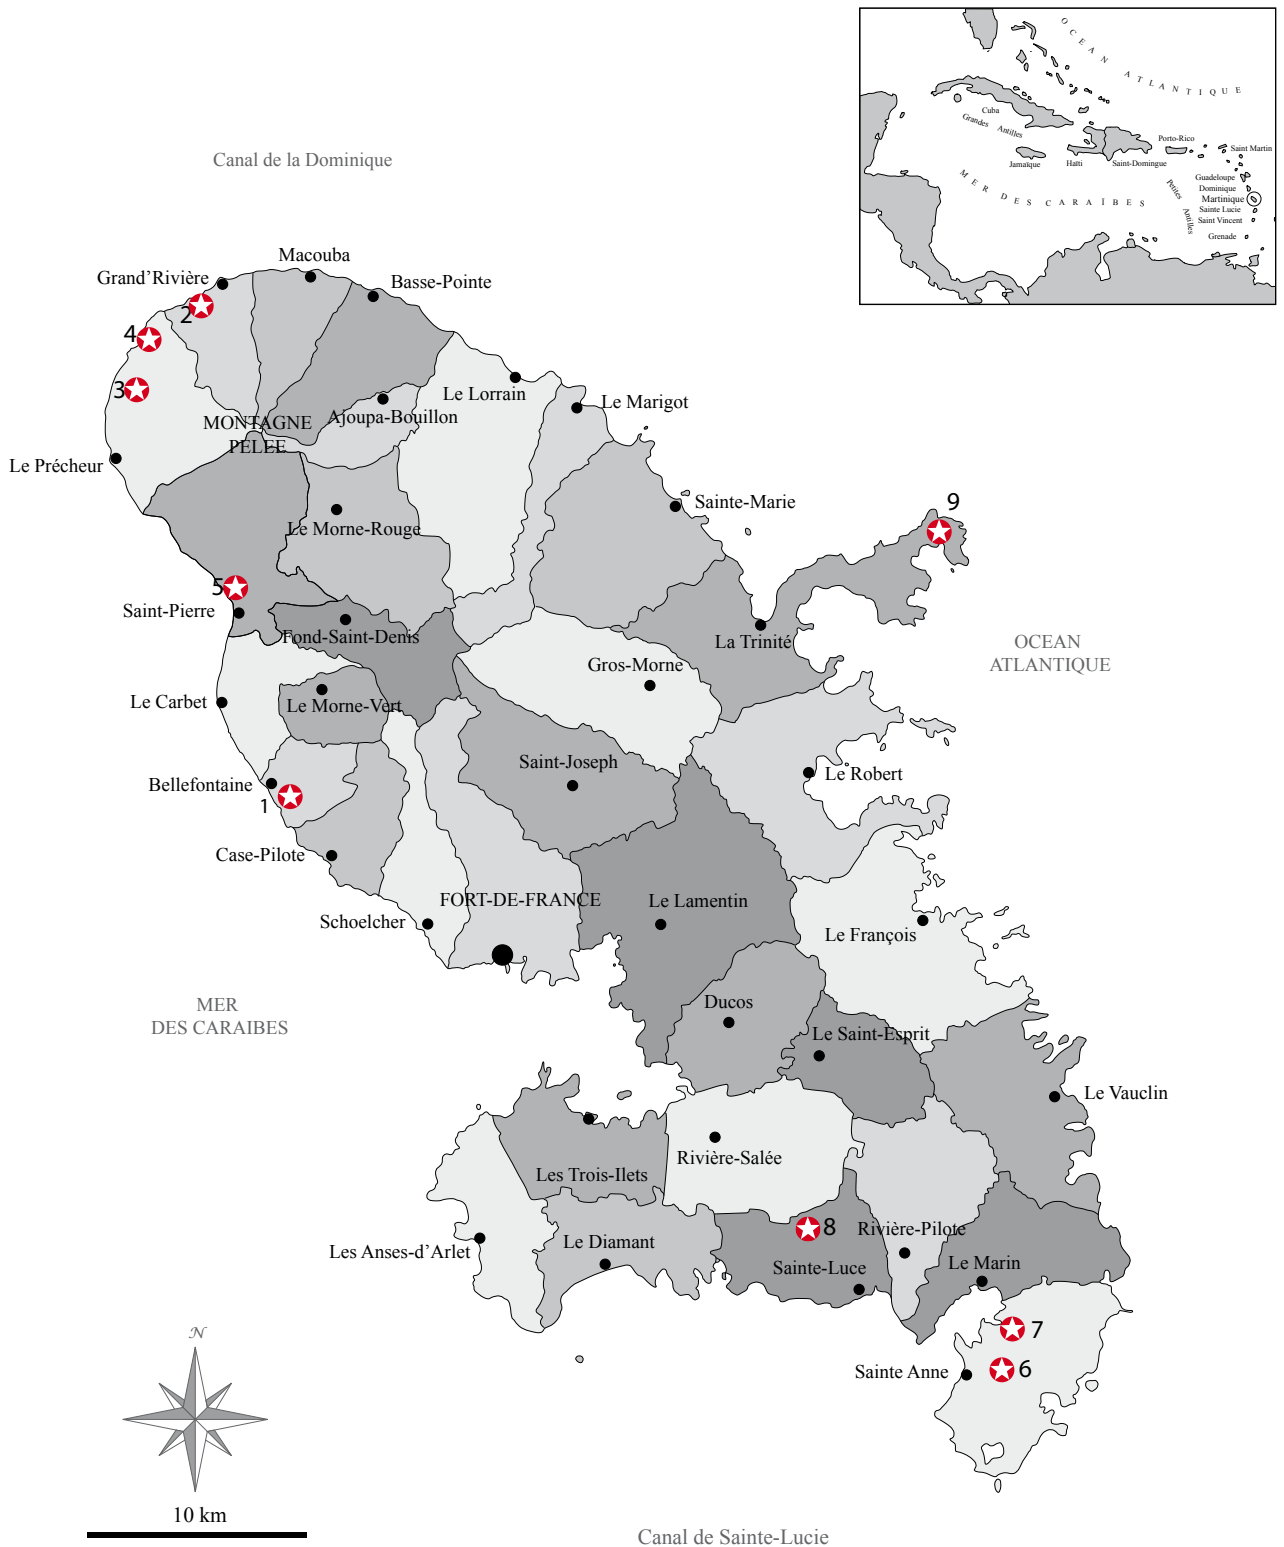 OCEAN ATLANTIQUE
Cuba
Grandes Antilles
Porto-Rico
Saint Martin
Jamaïque
Haïti
Saint-Domingue
MER DES CARAÏBES
Petites Antilles
Guadeloupe
Dominique
Martinique
Sainte Lucie
Saint Vincent
Grenade
Canal de la Dominique
Macouba
Grand'Rivière
Basse-Pointe
2
4
3
Le Lorrain
Le Marigot
MONTAGNE
PELEE
Ajoupa-Bouillon
Le Précheur
Sainte-Marie
9
Le Morne-Rouge
5
Saint-Pierre
Fond-Saint-Denis
La Trinité
OCEAN
ATLANTIQUE
Gros-Morne
Le Carbet
Le Morne-Vert
Saint-Joseph
Le Robert
Bellefontaine
1
Case-Pilote
FORT-DE-FRANCE
Le Lamentin
Schoelcher
Le François
MER
DES CARAIBES
Ducos
Le Saint-Esprit
Le Vauclin
Rivière-Salée
Les Trois-Ilets
8
Rivière-Pilote
Les Anses-d'Arlet
Le Diamant
Sainte-Luce
Le Marin
7
Sainte Anne
6
N
10 km
Canal de Sainte-Lucie